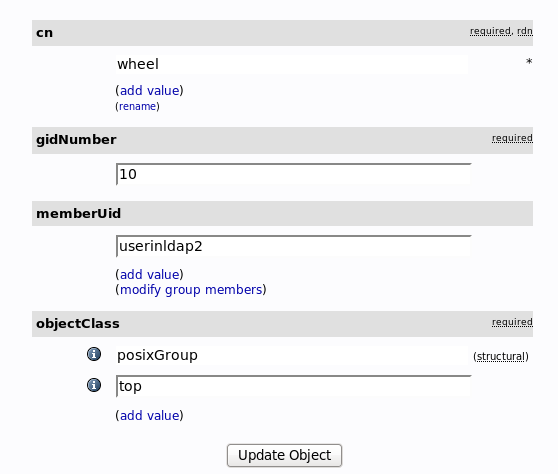 cn required, rdn
wheel *
(add value)
(rename)
gidNumber required
10
memberUid
userinldap2
(add value)
(modify group members)
objectClass required
posixGroup (structural)
top
(add value)
Update Object